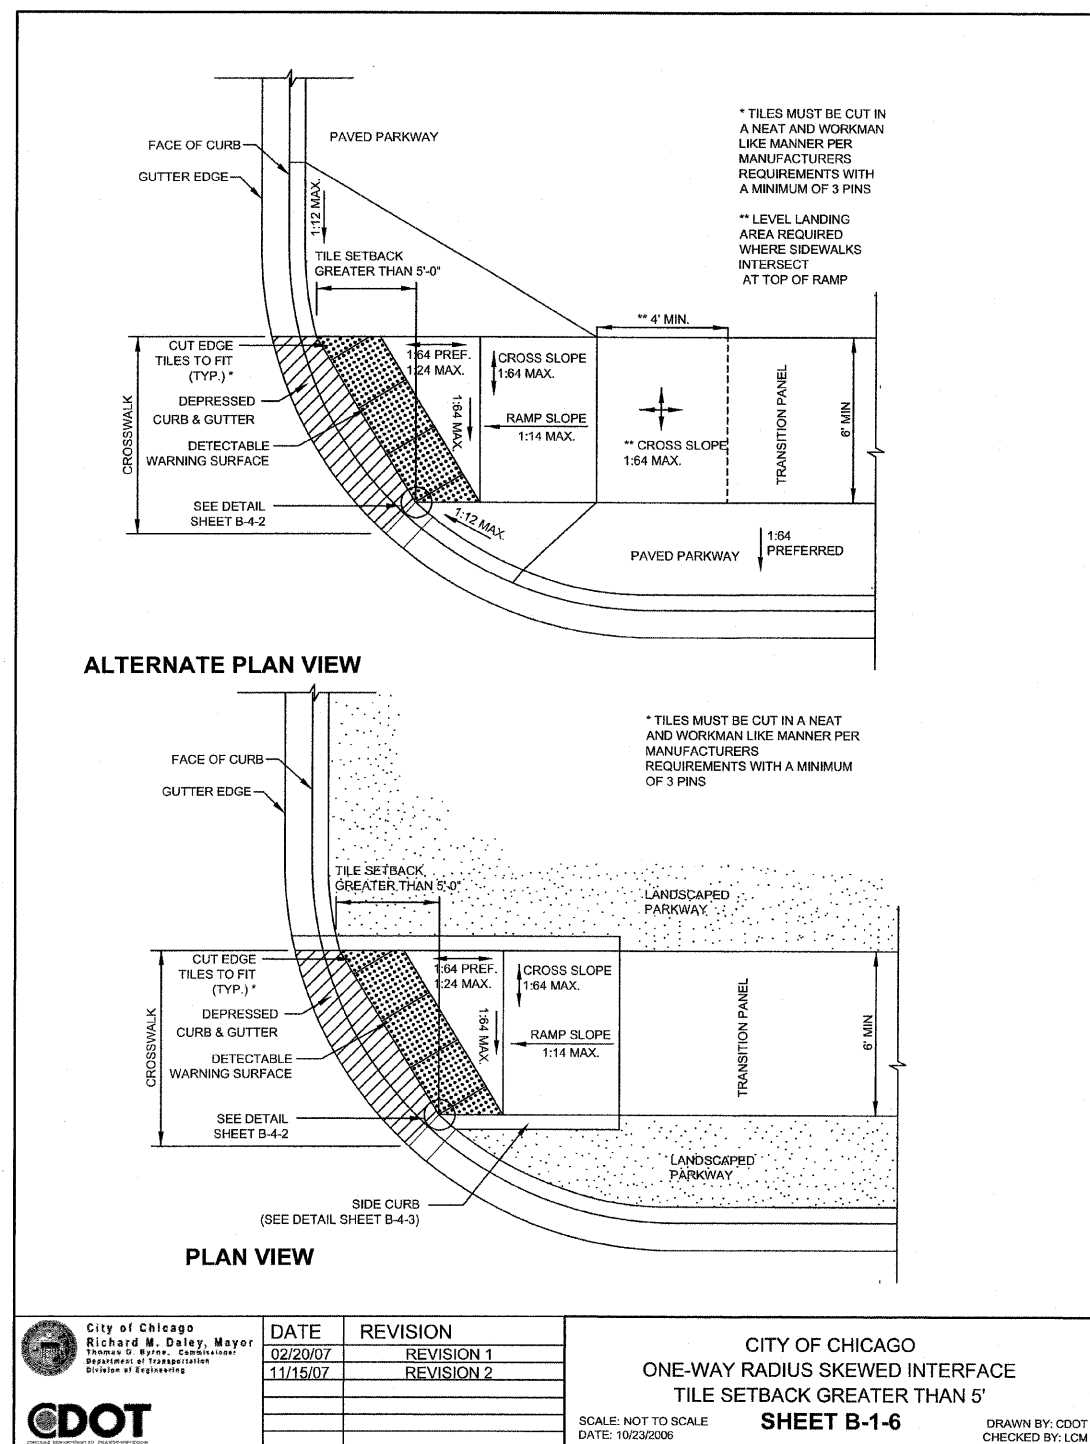 PAVED PARKWAY
FACE OF CURB
GUTTER EDGE
1:12 MAX.
TILE SETBACK
GREATER THAN 5'-0"
* TILES MUST BE CUT IN
A NEAT AND WORKMAN
LIKE MANNER PER
MANUFACTURERS
REQUIREMENTS WITH
A MINIMUM OF 3 PINS
** LEVEL LANDING
AREA REQUIRED
WHERE SIDEWALKS
INTERSECT
AT TOP OF RAMP
** 4' MIN.
CROSSWALK
CUT EDGE
TILES TO FIT
(TYP.) *
DEPRESSED
CURB & GUTTER
DETECTABLE
WARNING SURFACE
SEE DETAIL
SHEET B-4-2
1:64 PREF.
1:24 MAX.
1:64 MAX.
CROSS SLOPE
1:64 MAX.
RAMP SLOPE
1:14 MAX.
** CROSS SLOPE
1:64 MAX.
TRANSITION PANEL
6' MIN
1:12 MAX.
PAVED PARKWAY
1:64
PREFERRED
ALTERNATE PLAN VIEW
* TILES MUST BE CUT IN A NEAT
AND WORKMAN LIKE MANNER PER
MANUFACTURERS
REQUIREMENTS WITH A MINIMUM
OF 3 PINS
FACE OF CURB
GUTTER EDGE
TILE SETBACK
GREATER THAN 5'-0"
LANDSCAPED
PARKWAY
CROSSWALK
CUT EDGE
TILES TO FIT
(TYP.) *
DEPRESSED
CURB & GUTTER
DETECTABLE
WARNING SURFACE
SEE DETAIL
SHEET B-4-2
1:64 PREF.
1:24 MAX.
1:64 MAX.
CROSS SLOPE
1:64 MAX.
RAMP SLOPE
1:14 MAX.
TRANSITION PANEL
6' MIN
LANDSCAPED
PARKWAY
SIDE CURB
(SEE DETAIL SHEET B-4-3)
PLAN VIEW
City of Chicago
Richard M. Daley, Mayor
Thomas G. Byrne, Commissioner
Department of Transportation
Division of Engineering
CDOT
DATE REVISION
02/20/07 REVISION 1
11/15/07 REVISION 2
CITY OF CHICAGO
ONE-WAY RADIUS SKEWED INTERFACE
TILE SETBACK GREATER THAN 5'
SCALE: NOT TO SCALE
DATE: 10/23/2006
SHEET B-1-6
DRAWN BY: CDOT
CHECKED BY: LCM